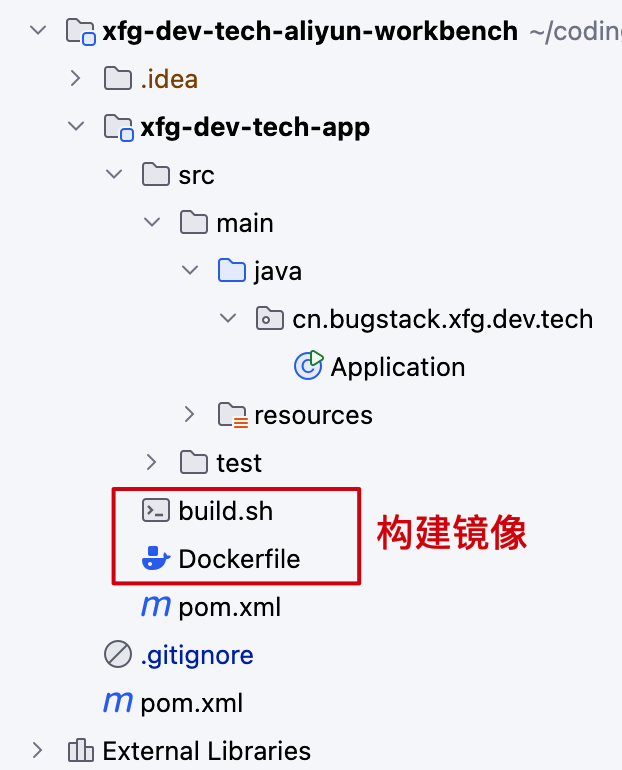 xfg-dev-tech-aliyun-workbench ~/coding
.idea
xfg-dev-tech-app
src
main
java
cn.bugstack.xfg.dev.tech
Application
resources
test
build.sh
构建镜像
Dockerfile
pom.xml
.gitignore
pom.xml
External Libraries